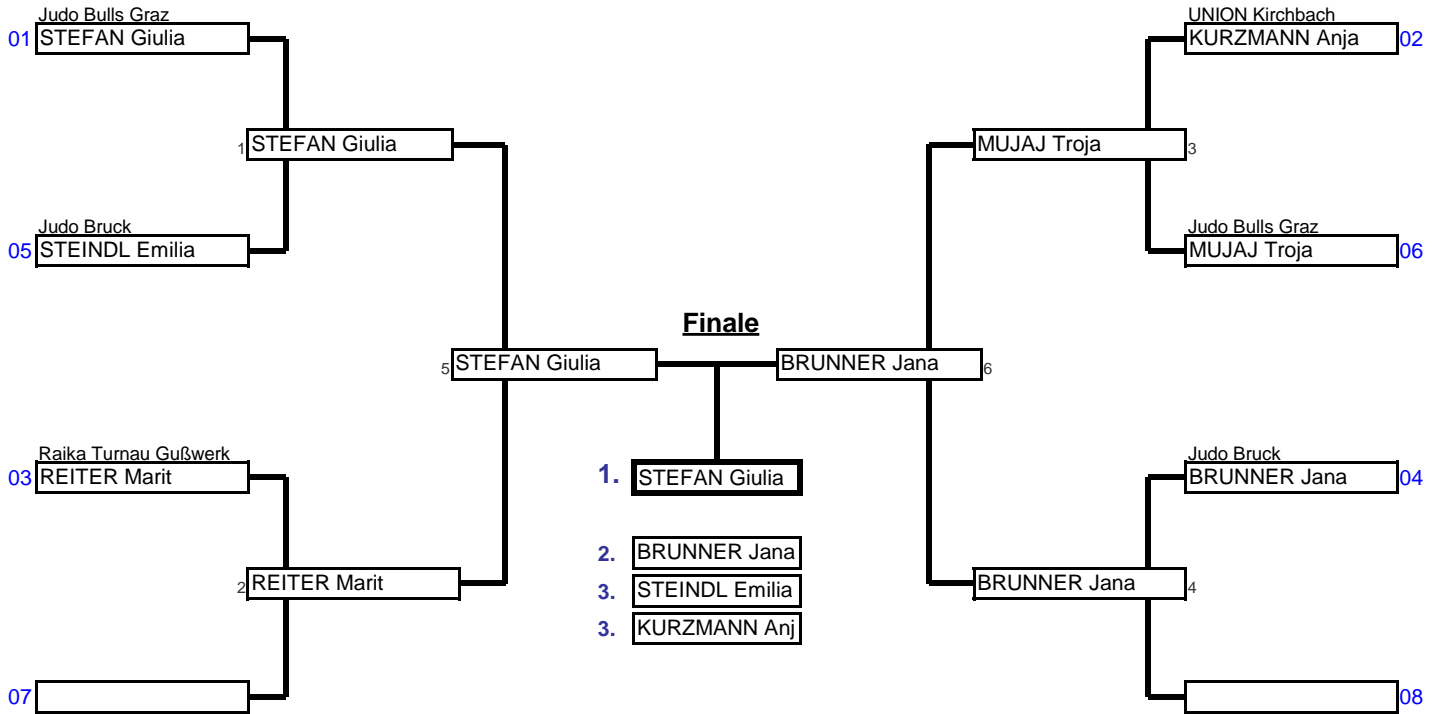 Judo Bulls Graz
01 STEFAN Giulia
UNION Kirchbach
KURZMANN Anja 02
1 STEFAN Giulia
MUJAJ Troja 3
Judo Bruck
05 STEINDL Emilia
Judo Bulls Graz
MUJAJ Troja 06
Finale
5 STEFAN Giulia
BRUNNER Jana 6
Raika Turnau Gußwerk
03 REITER Marit
1. STEFAN Giulia
Judo Bruck
BRUNNER Jana 04
2. BRUNNER Jana
3. STEINDL Emilia
3. KURZMANN Anj
2 REITER Marit
BRUNNER Jana 4
07
08